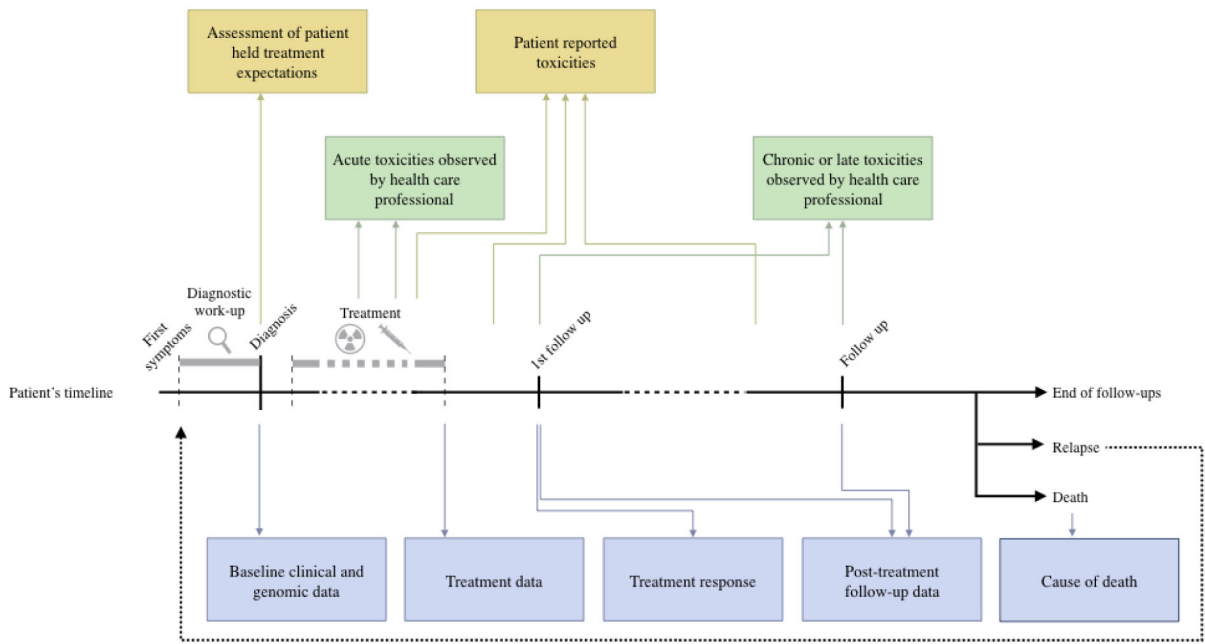 Assessment of patient
held treatment
expectations
Patient reported
toxicities
Acute toxicities observed
by health care
professional
Chronic or late toxicities
observed by health care
professional
Diagnostic
work-up
Treatment
First
symptoms
Diagnosis
1st follow up
Follow up
Patient's timeline
End of follow-ups
Relapse
Death
Baseline clinical and
genomic data
Treatment data
Treatment response
Post-treatment
follow-up data
Cause of death